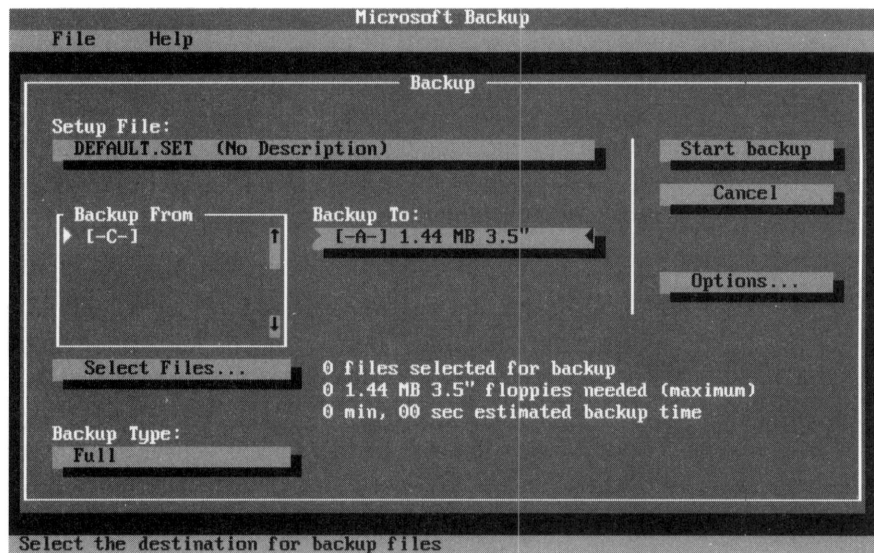 Microsoft Backup
File Help
Backup
Setup File:
DEFAULT.SET (No Description)
Start backup
Cancel
Backup From
[-C-]
Backup To:
[-A-] 1.44 MB 3.5"
Options...
Select Files...
0 files selected for backup
0 1.44 MB 3.5" floppies needed (maximum)
0 min, 00 sec estimated backup time
Backup Type:
Full
Select the destination for backup files